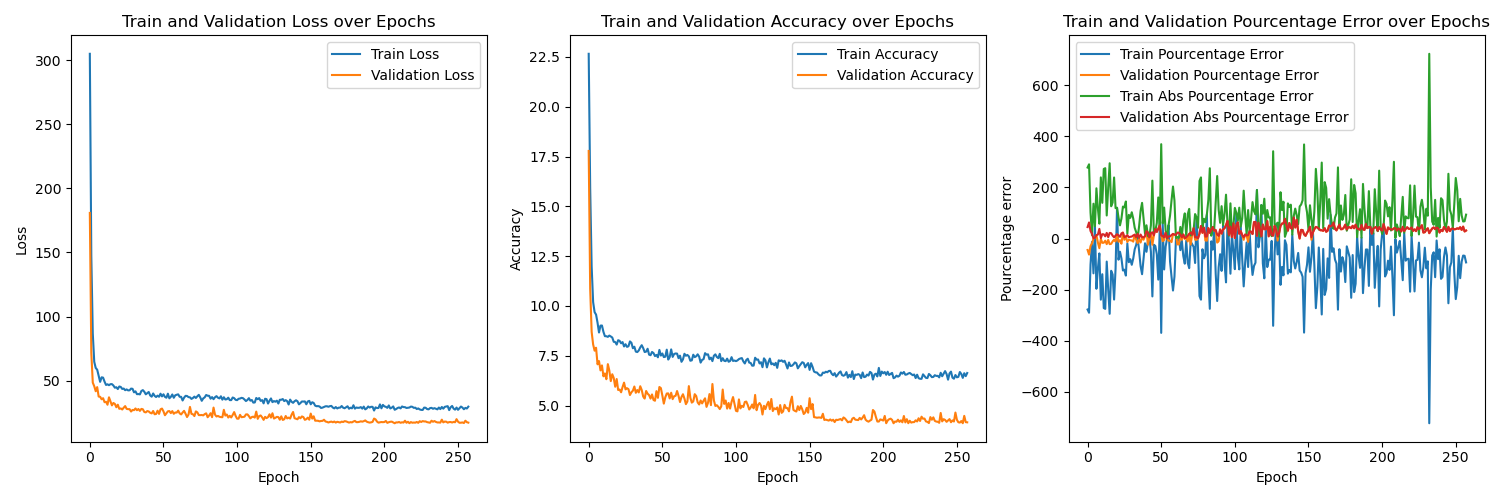 Train and Validation Loss over Epochs
Train Loss
Validation Loss
300
250
200
150
100
50
Loss
0
50
100
150
200
250
Epoch
Train and Validation Accuracy over Epochs
Train Accuracy
Validation Accuracy
22.5
20.0
17.5
15.0
12.5
10.0
7.5
5.0
Accuracy
0
50
100
150
200
250
Epoch
Train and Validation Pourcentage Error over Epochs
Train Pourcentage Error
Validation Pourcentage Error
Train Abs Pourcentage Error
Validation Abs Pourcentage Error
600
400
200
0
−200
−400
−600
Pourcentage error
0
50
100
150
200
250
Epoch